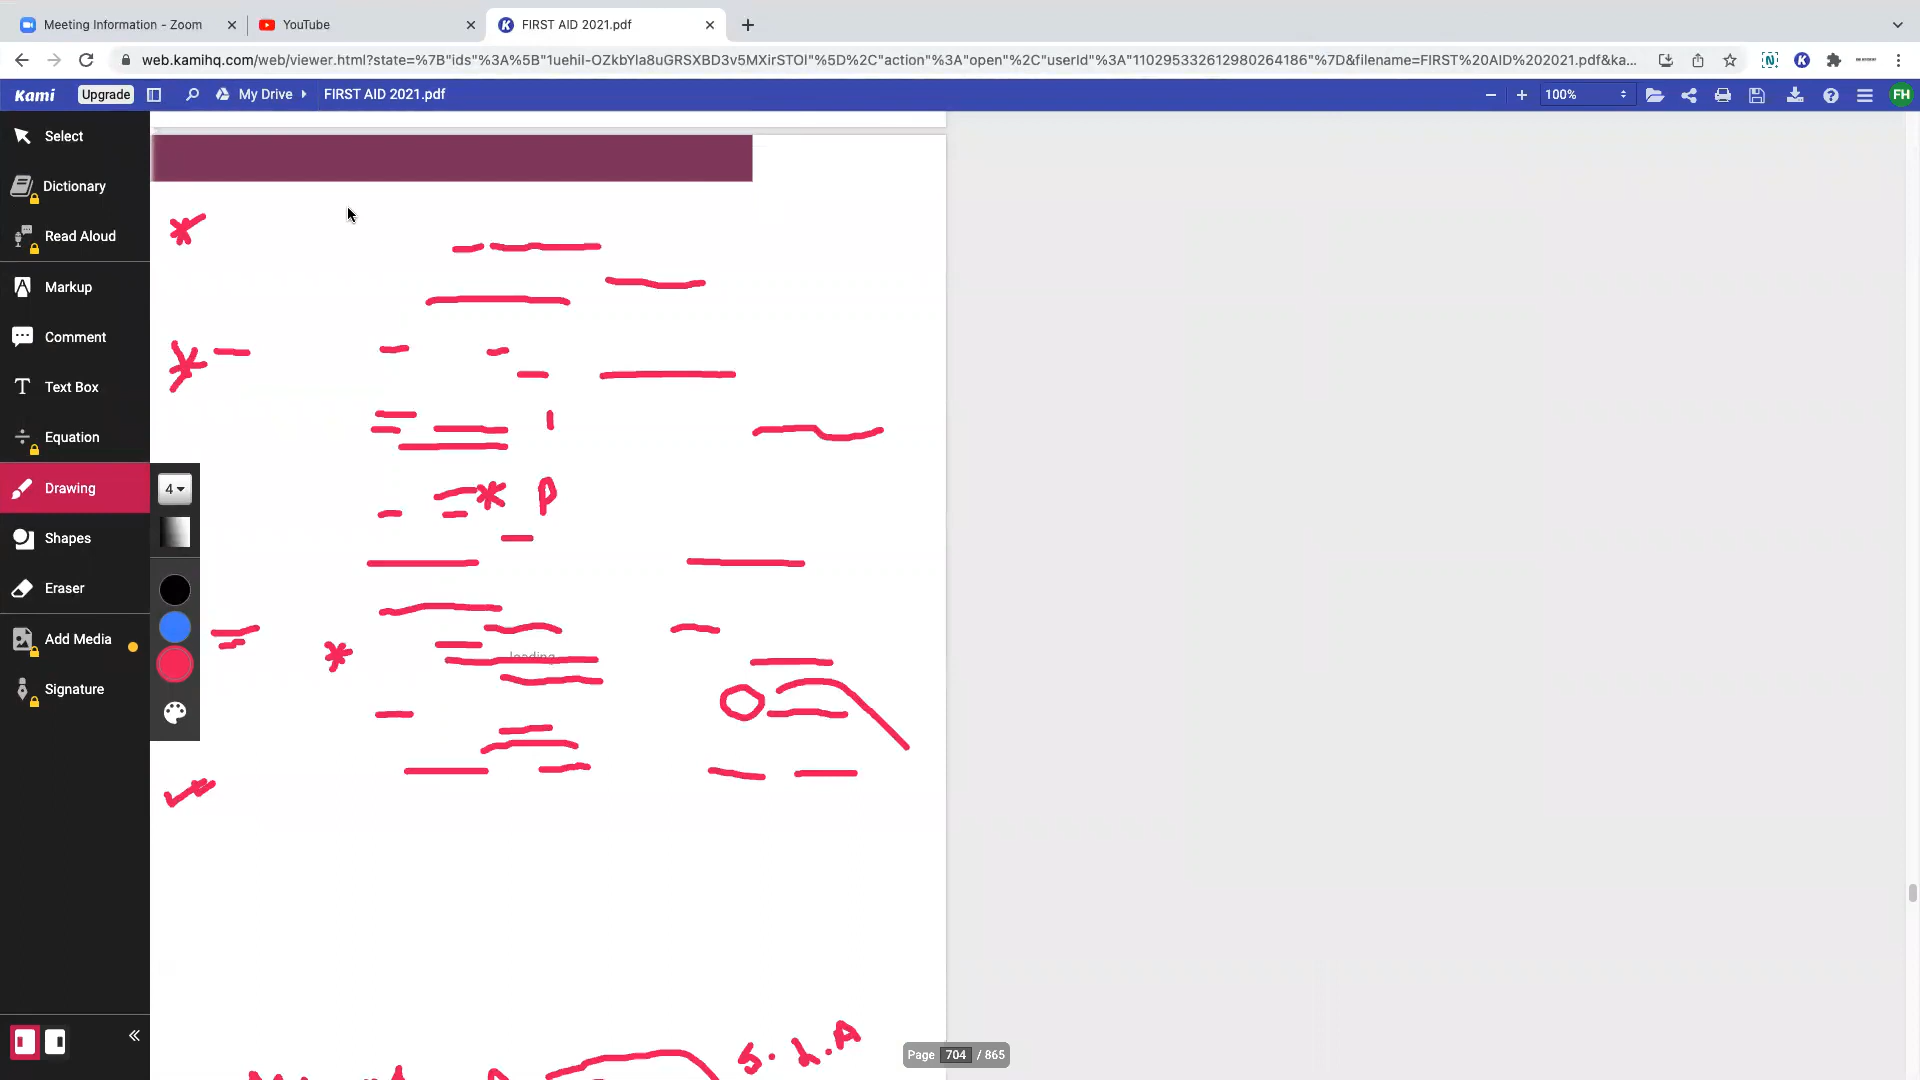 Meeting Information - Zoom
YouTube
FIRST AID 2021.pdf
web.kamihq.com/web/viewer.html?state=%7B"ids"%3A%5B"1uehiI-OZkbYla8uGRSXBD3v5MXirSTOI"%5D%2C"action"%3A"open"%2C"userId"%3A"110295332612980264186"%7D&filename=FIRST%20AID%202021.pdf&ka...
Kami
Upgrade
My Drive
FIRST AID 2021.pdf
100%
FH
Select
Dictionary
Read Aloud
Markup
Comment
Text Box
Equation
Drawing
4
Shapes
Eraser
Add Media
Signature
P
loading
Page 704 / 865